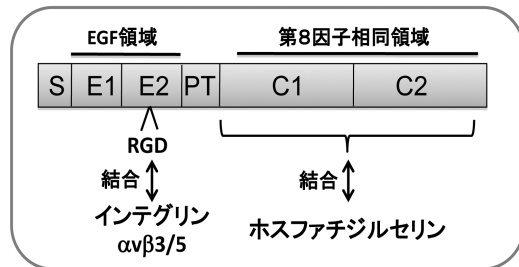 EGF領域 第8因子相同領域
S E1 E2 PT C1 C2
RGD
結合 結合
インテグリン ホスファチジルセリン
αvβ3/5